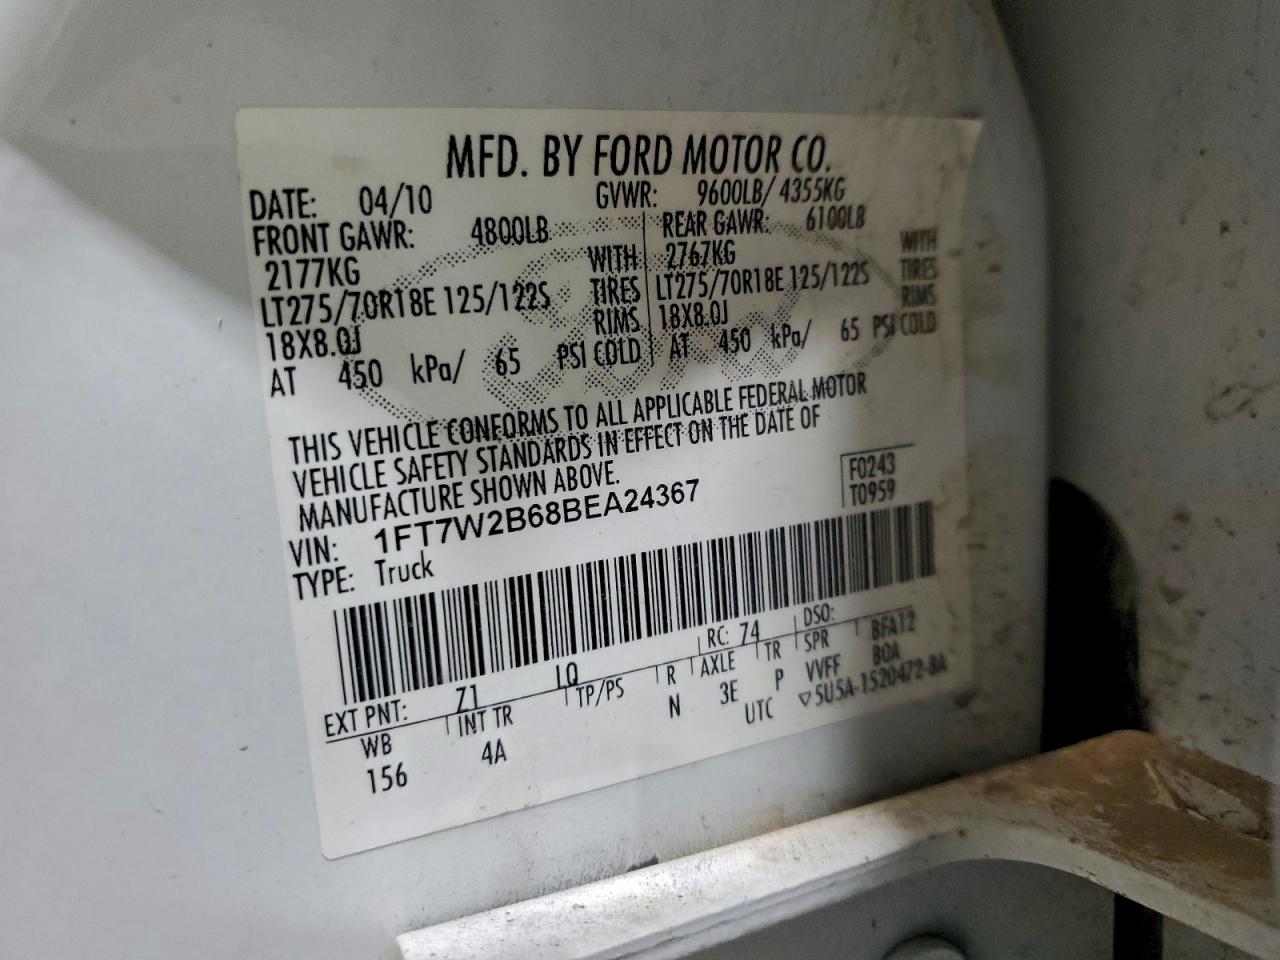 MFD. BY FORD MOTOR CO.
DATE: 04/10 GVWR: 9600LB/ 4355KG
FRONT GAWR: 4800LB REAR GAWR: 6100LB
2177KG WITH 2767KG WITH
LT275/70R18E 125/122S TIRES LT275/70R18E 125/122S TIRES
18X8.0J RIMS 18X8.0J RIMS
AT 450 kPa/ 65 PSI COLD AT 450 kPa/ 65 PSI COLD
THIS VEHICLE CONFORMS TO ALL APPLICABLE FEDERAL MOTOR
VEHICLE SAFETY STANDARDS IN EFFECT ON THE DATE OF
MANUFACTURE SHOWN ABOVE.
F0243
VIN: 1FT7W2B68BEA24367 T0959
TYPE: Truck
EXT PNT: Z1 LQ RC: 74 DSO:
WB INT TR TP/PS R AXLE TR SPR BFA12
156 4A N 3E P VVFF BOA
UTC ▽5U5A-1520472-BA